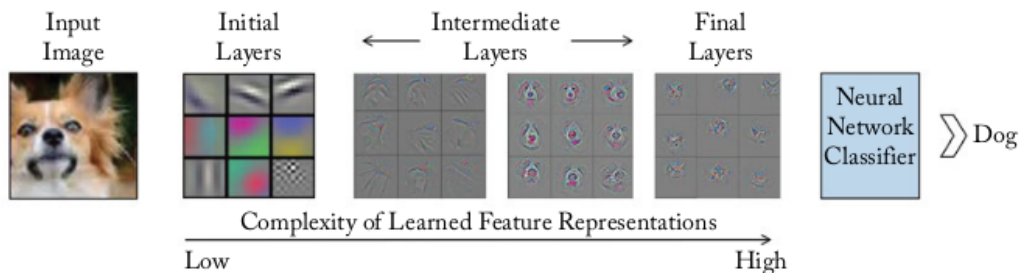 Input
Image
Initial
Layers
Intermediate
Layers
Final
Layers
Neural
Network
Classifier
Dog
Complexity of Learned Feature Representations
Low
High